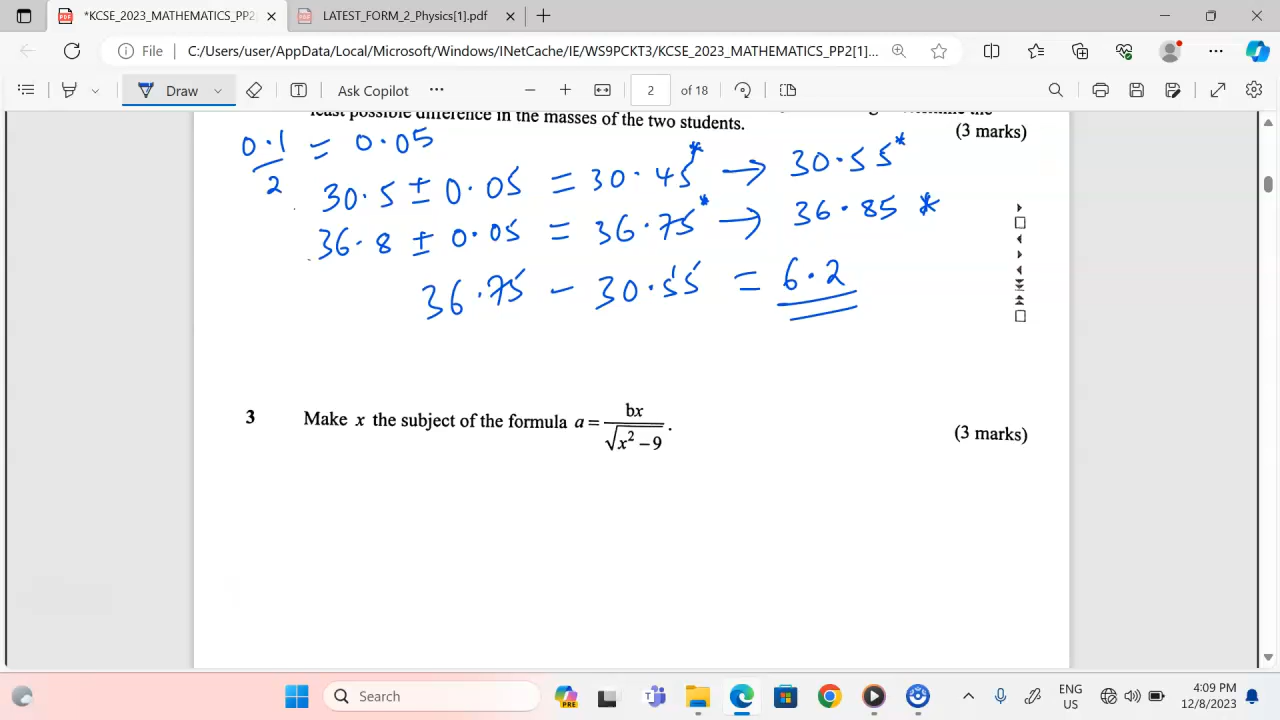 *KCSE_2023_MATHEMATICS_PP2[1]
LATEST_FORM_2_Physics[1].pdf
File
C:/Users/user/AppData/Local/Microsoft/Windows/INetCache/IE/WS9PCKT3/KCSE_2023_MATHEMATICS_PP2[1]...
Draw
Ask Copilot
2
of 18
least possible difference in the masses of the two students.
(3 marks)
0.1/2 = 0.05
30.5 ± 0.05 = 30.45* → 30.55*
36.8 ± 0.05 = 36.75* → 36.85 *
36.75 − 30.55 = 6.2
3 Make x the subject of the formula a = bx/√x² − 9.
(3 marks)
Search
PRE
ENG
US
4:09 PM
12/8/2023